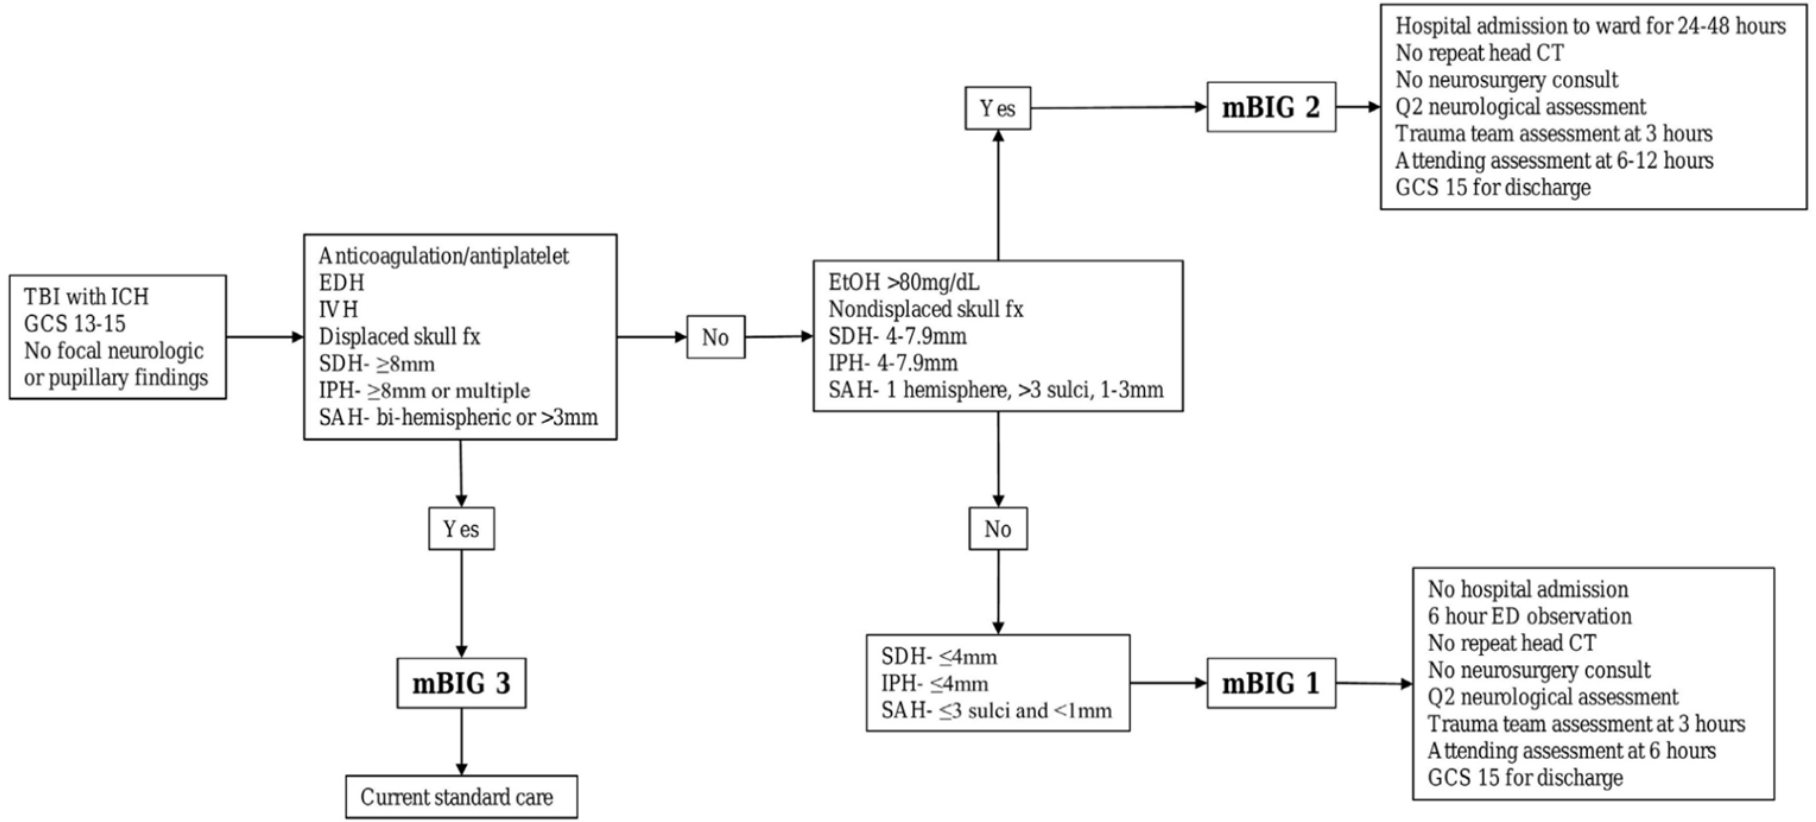 TBI with ICH
GCS 13-15
No focal neurologic
or pupillary findings
Anticoagulation/antiplatelet
EDH
IVH
Displaced skull fx
SDH- ≥8mm
IPH- ≥8mm or multiple
SAH- bi-hemispheric or >3mm
Yes
mBIG 3
Current standard care
No
EtOH >80mg/dL
Nondisplaced skull fx
SDH- 4-7.9mm
IPH- 4-7.9mm
SAH- 1 hemisphere, >3 sulci, 1-3mm
Yes
mBIG 2
Hospital admission to ward for 24-48 hours
No repeat head CT
No neurosurgery consult
Q2 neurological assessment
Trauma team assessment at 3 hours
Attending assessment at 6-12 hours
GCS 15 for discharge
No
SDH- ≤4mm
IPH- ≤4mm
SAH- ≤3 sulci and <1mm
mBIG 1
No hospital admission
6 hour ED observation
No repeat head CT
No neurosurgery consult
Q2 neurological assessment
Trauma team assessment at 3 hours
Attending assessment at 6 hours
GCS 15 for discharge